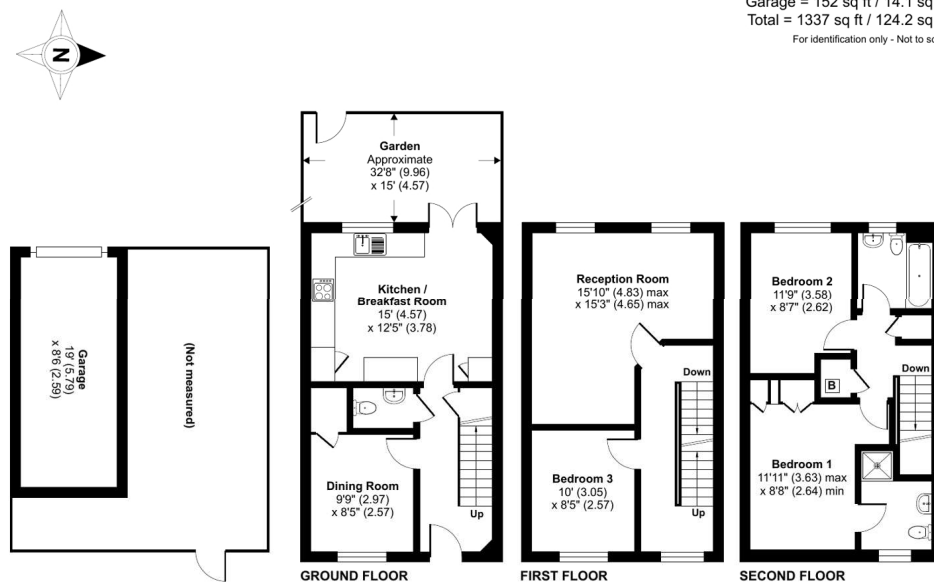 Garage = 152 sq ft / 14.1 sq
Total = 1337 sq ft / 124.2 sq
For identification only - Not to sc
N
Garden
Approximate
32'8" (9.96)
x 15' (4.57)
Kitchen /
Breakfast Room
15' (4.57)
x 12'5" (3.78)
Dining Room
9'9" (2.97)
x 8'5" (2.57)
Up
GROUND FLOOR
Garage
19' (5.79)
x 8'6 (2.59)
(Not measured)
Reception Room
15'10" (4.83) max
x 15'3" (4.65) max
Down
Bedroom 3
10' (3.05)
x 8'5" (2.57)
Up
FIRST FLOOR
Bedroom 2
11'9" (3.58)
x 8'7" (2.62)
B
Down
Bedroom 1
11'11" (3.63) max
x 8'8" (2.64) min
SECOND FLOOR